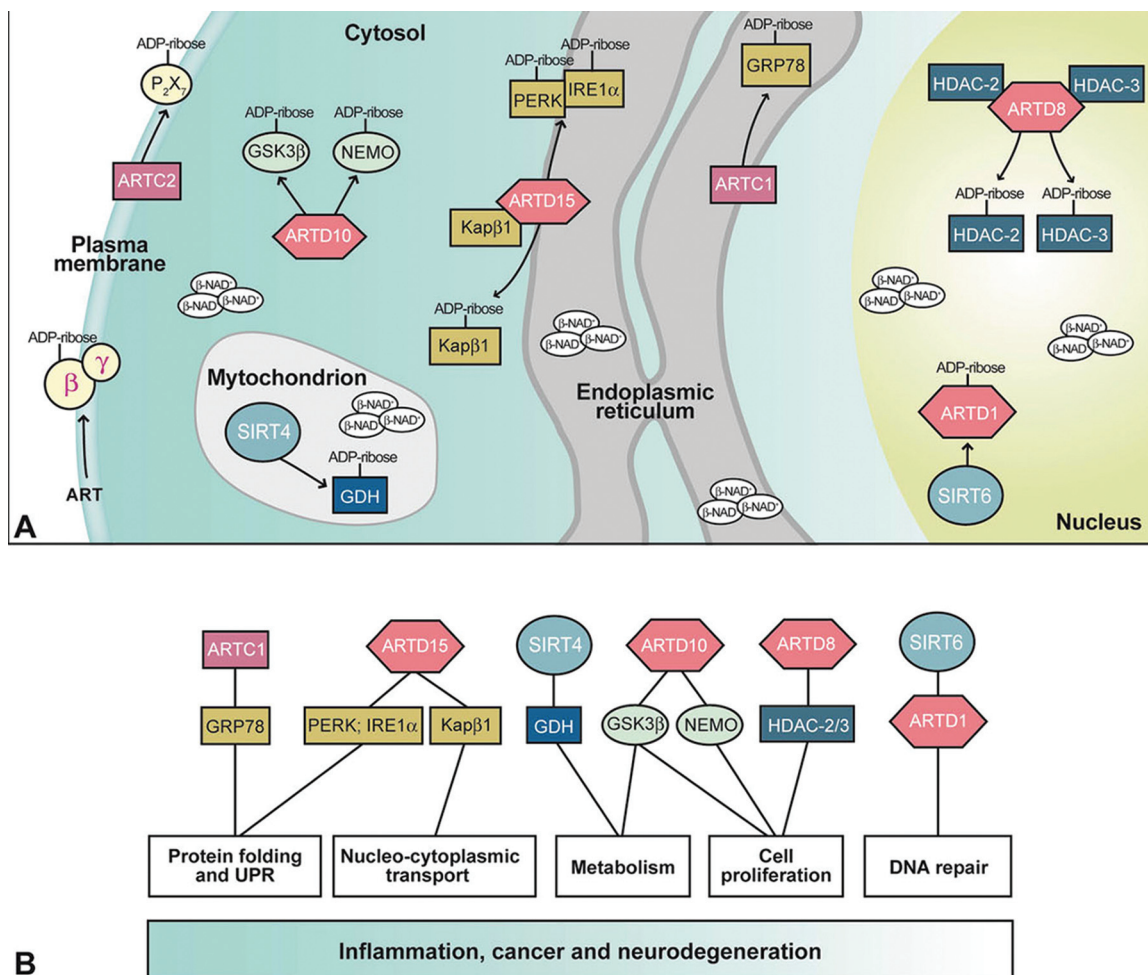 Cytosol
ADP-ribose
P₂X₇
ARTC2
ADP-ribose
GSK3β
ADP-ribose
NEMO
ARTD10
Plasma
membrane
β-NAD⁺
β-NAD
β-NAD⁺
ADP-ribose
β
γ
ART
Mytochondrion
SIRT4
β-NAD⁺
β-NAD
β-NAD⁺
ADP-ribose
GDH
ADP-ribose
PERK
ADP-ribose
IRE1α
ARTD15
Kapβ1
ADP-ribose
Kapβ1
β-NAD⁺
β-NAD
β-NAD⁺
Endoplasmic
reticulum
ADP-ribose
GRP78
ARTC1
β-NAD⁺
β-NAD
β-NAD⁺
HDAC-2
ARTD8
HDAC-3
ADP-ribose
HDAC-2
ADP-ribose
HDAC-3
β-NAD⁺
β-NAD
β-NAD⁺
β-NAD⁺
β-NAD
β-NAD⁺
ADP-ribose
ARTD1
SIRT6
Nucleus
A
ARTC1
ARTD15
SIRT4
ARTD10
ARTD8
SIRT6
GRP78
PERK; IRE1α
Kapβ1
GDH
GSK3β
NEMO
HDAC-2/3
ARTD1
Protein folding
and UPR
Nucleo-cytoplasmic
transport
Metabolism
Cell
proliferation
DNA repair
B
Inflammation, cancer and neurodegeneration